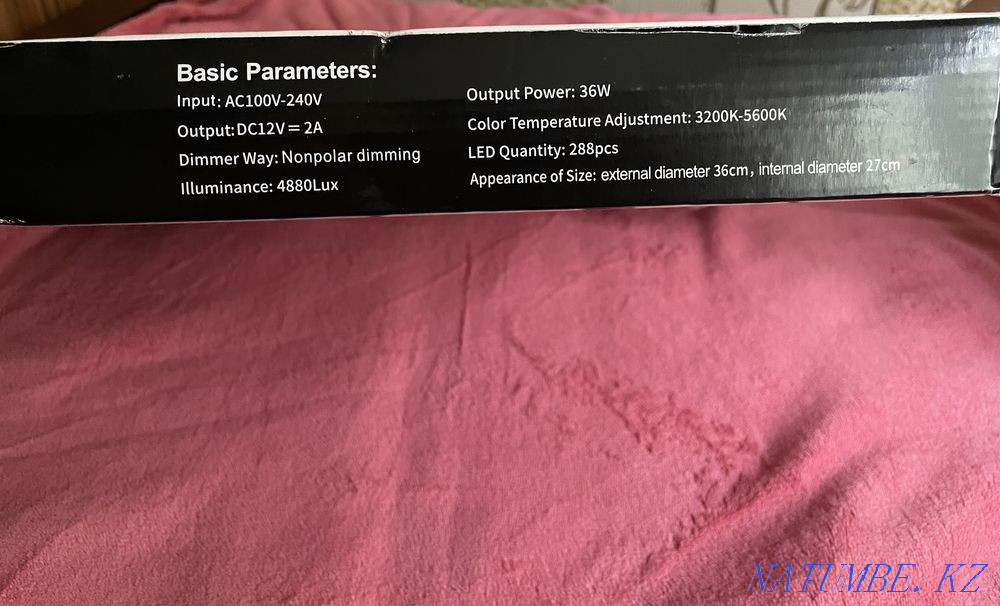 Basic Parameters:
Input: AC100V-240V
Output:DC12V=2A
Dimmer Way: Nonpolar dimming
Illuminance: 4880Lux
Output Power: 36W
Color Temperature Adjustment: 3200K-5600K
LED Quantity: 288pcs
Appearance of Size: external diameter 36cm, internal diameter 27cm
NATUMBE.KZ